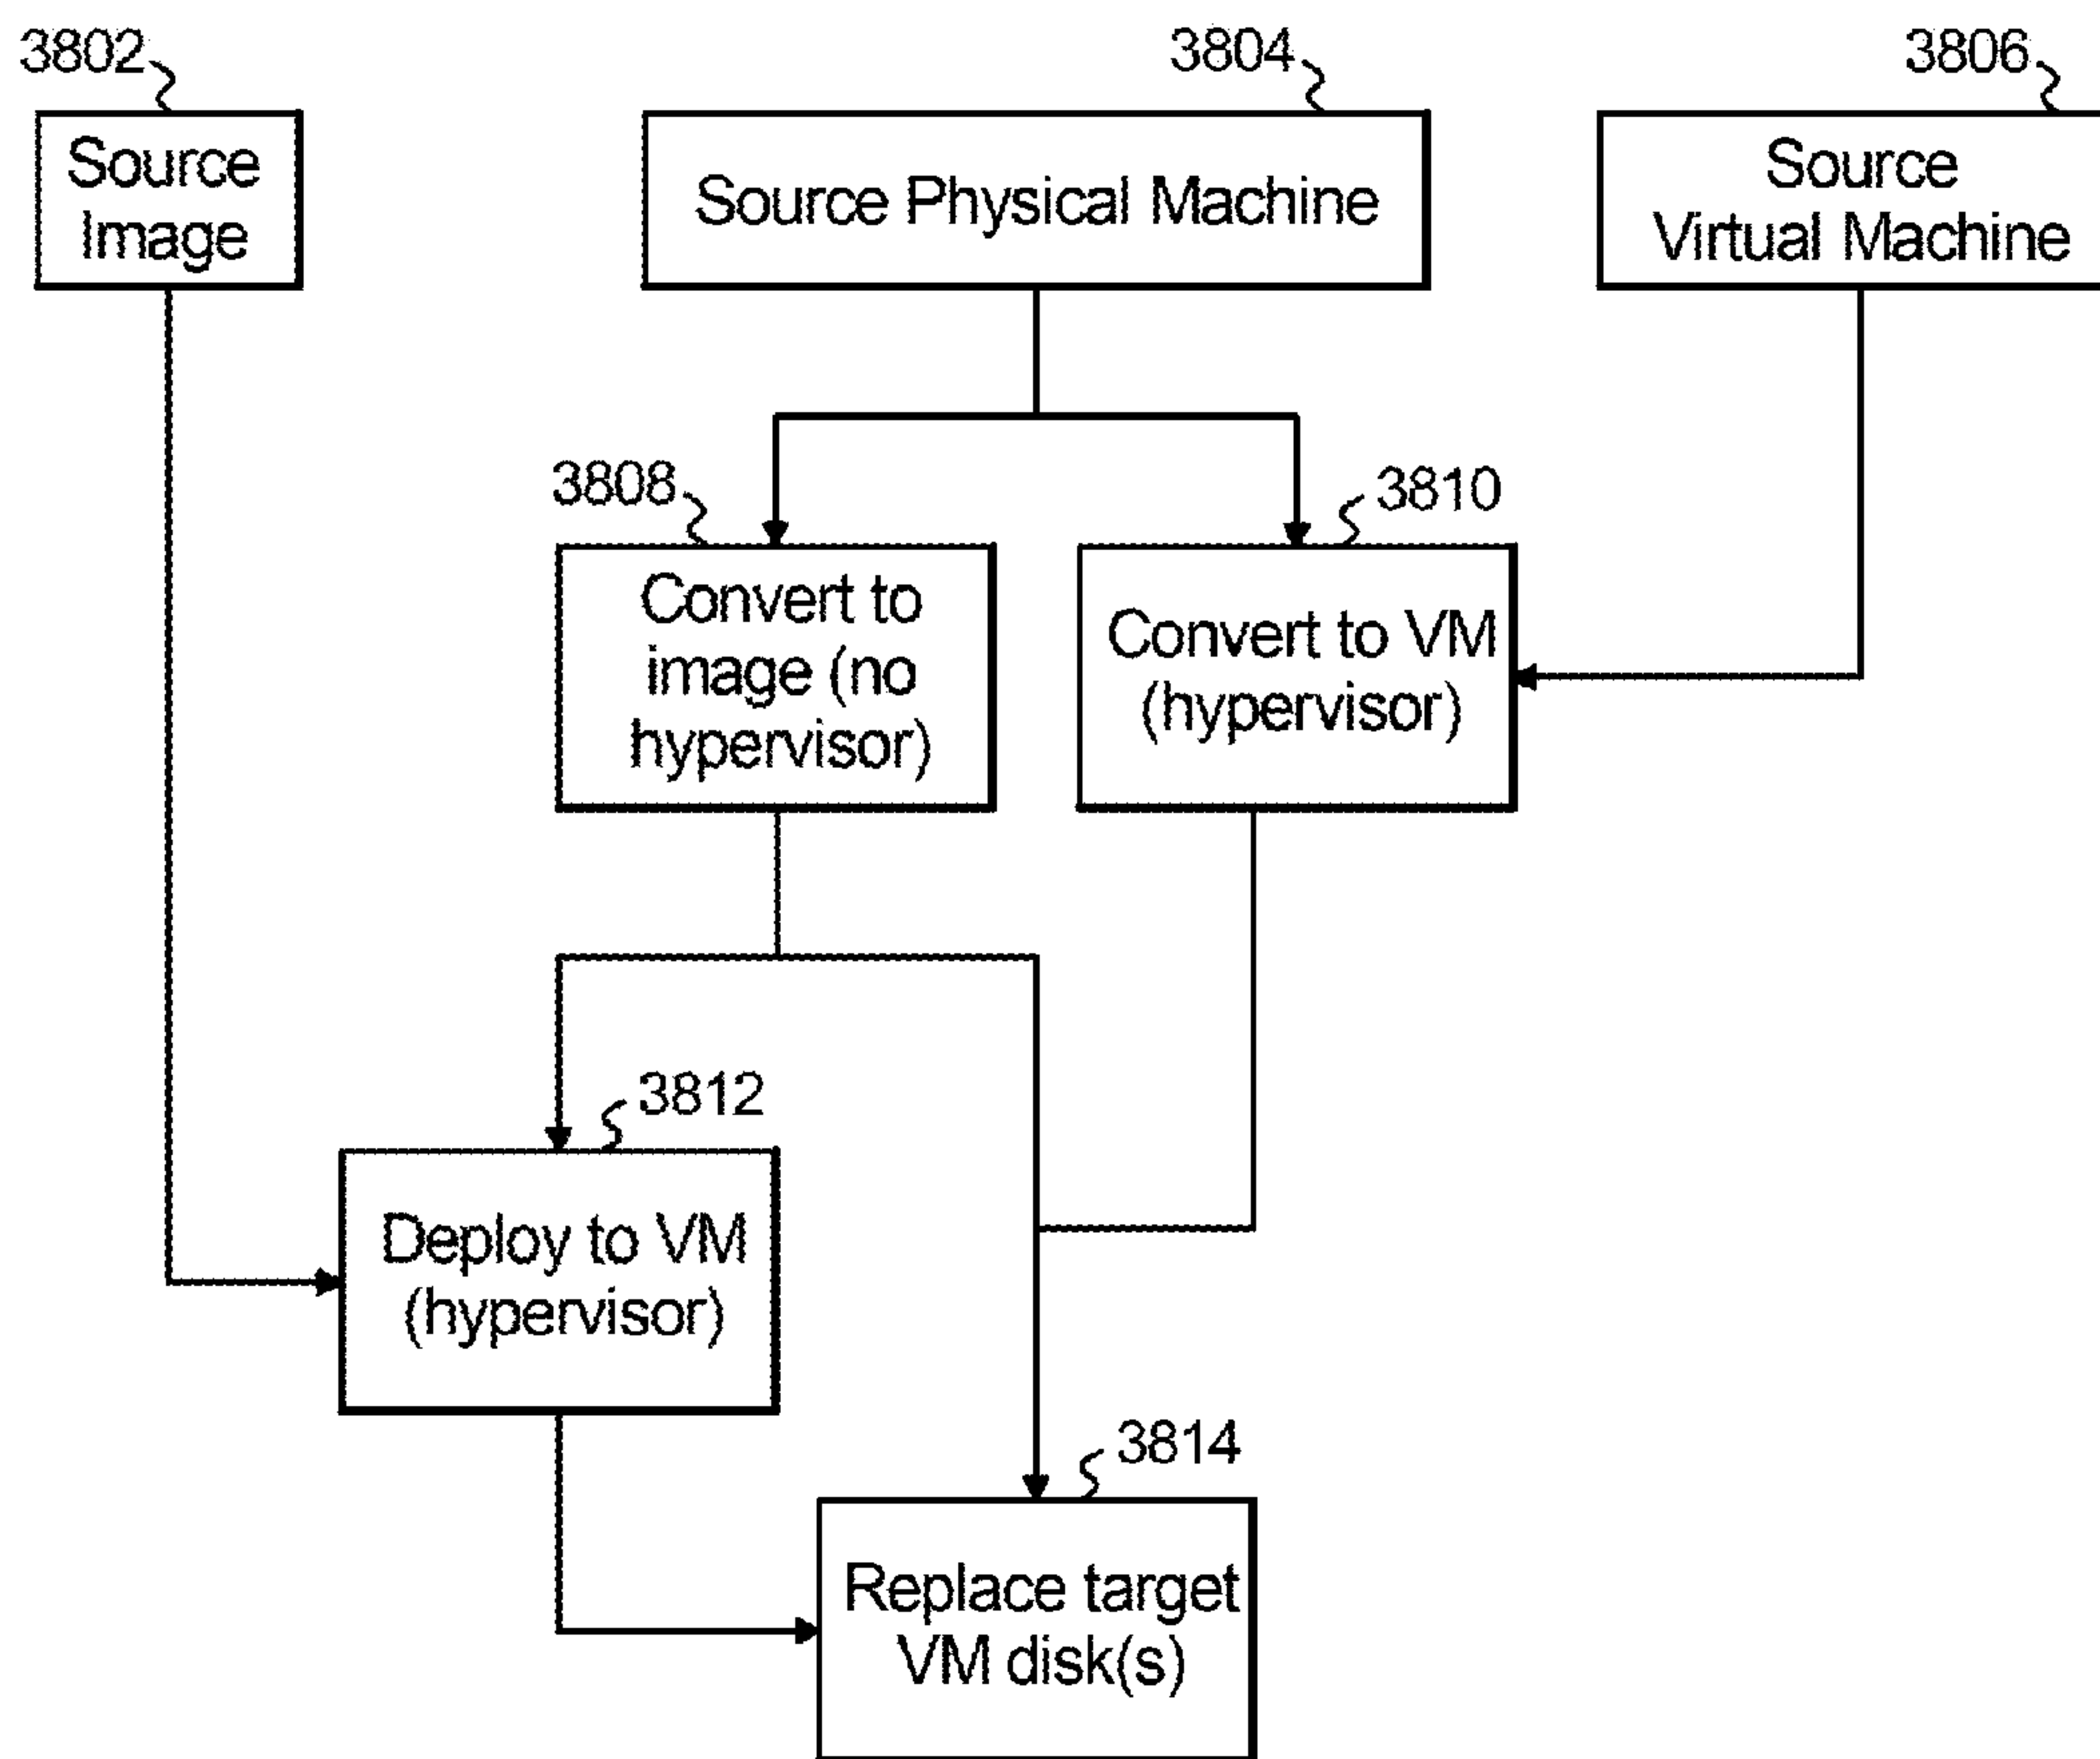 3802
3804
3806
Source
Image
Source Physical Machine
Source
Virtual Machine
3808
3810
Convert to
image (no
hypervisor)
Convert to VM
(hypervisor)
3812
Deploy to VM
(hypervisor)
3814
Replace target
VM disk(s)